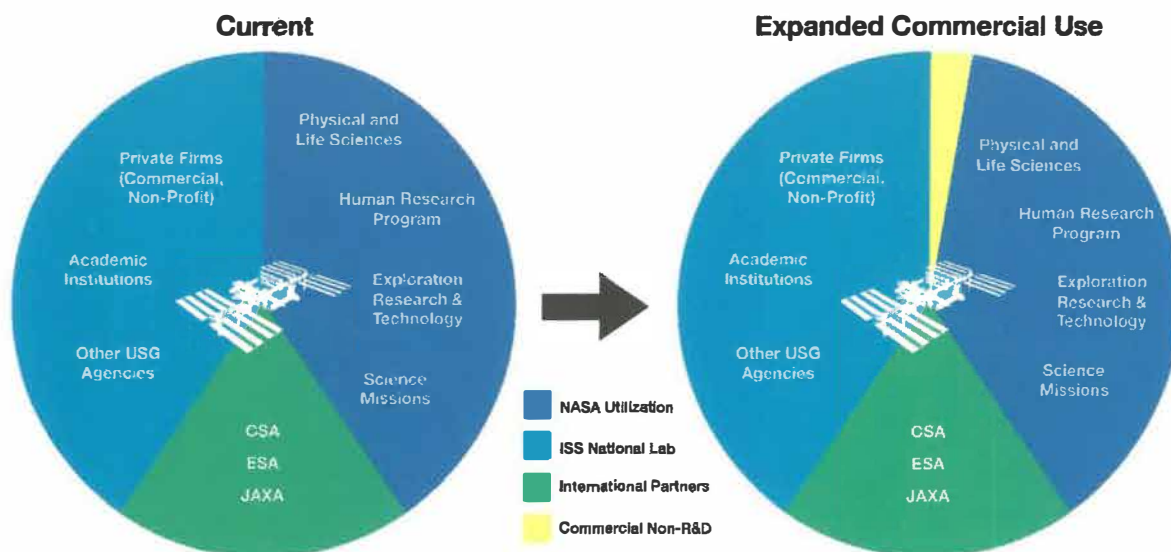 Current
Physical and
Life Sciences
Private Firms
(Commercial,
Non-Profit)
Human Research
Program
Academic
Institutions
Exploration
Research &
Technology
Other USG
Agencies
Science
Missions
CSA
ESA
JAXA
NASA Utilization
ISS National Lab
International Partners
Commercial Non-R&D
Expanded Commercial Use
Physical and
Life Sciences
Private Firms
(Commercial,
Non-Profit)
Human Research
Program
Academic
Institutions
Exploration
Research &
Technology
Other USG
Agencies
Science
Missions
CSA
ESA
JAXA